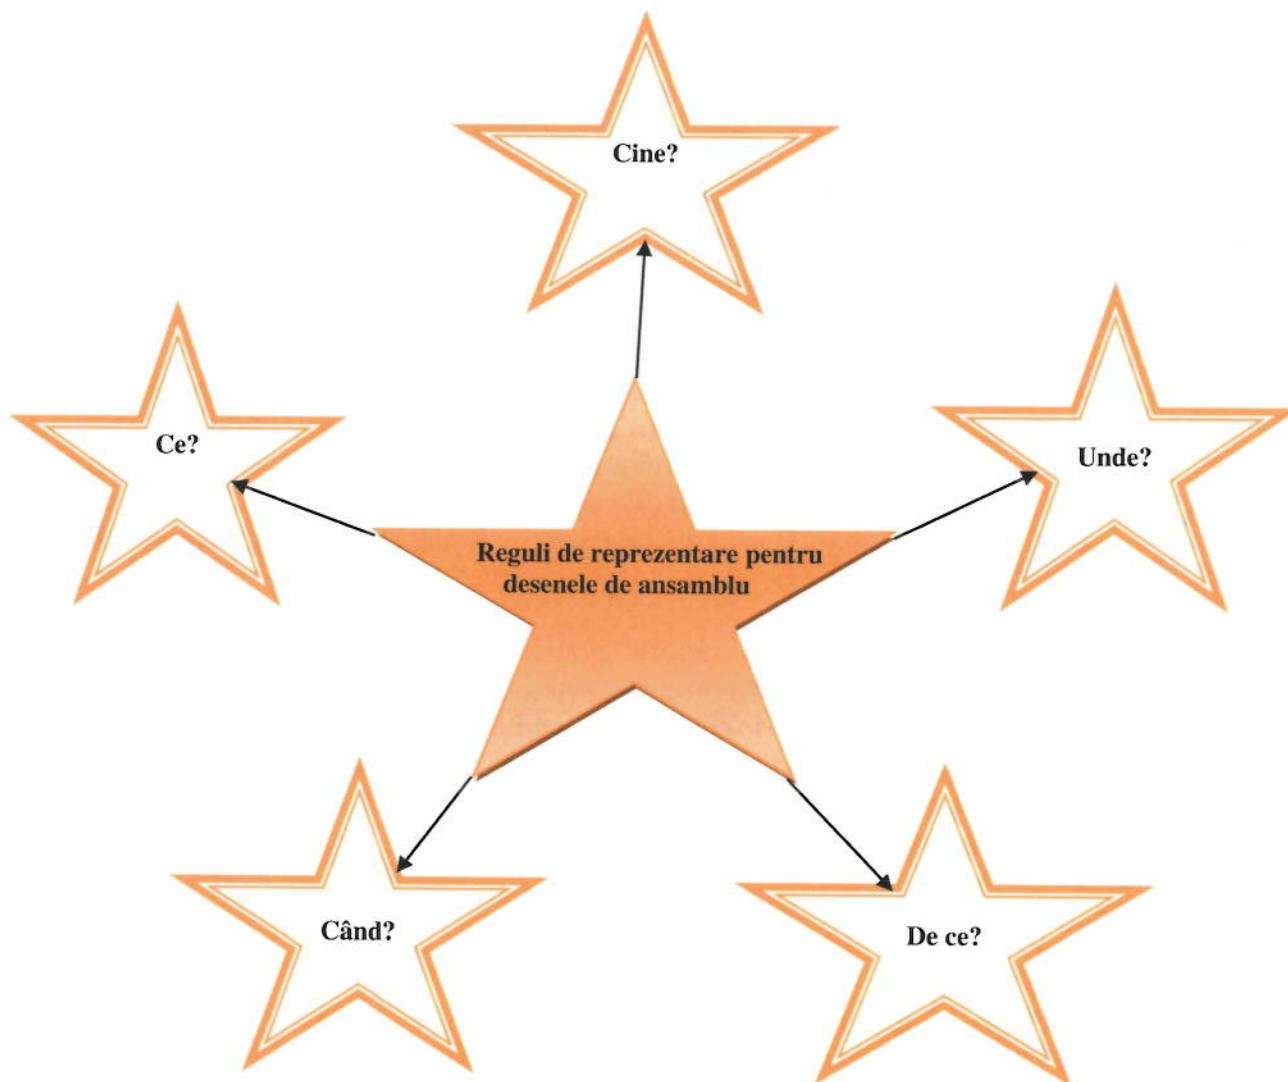 Cine?
Ce?
Unde?
Reguli de reprezentare pentru
desenele de ansamblu
Când?
De ce?